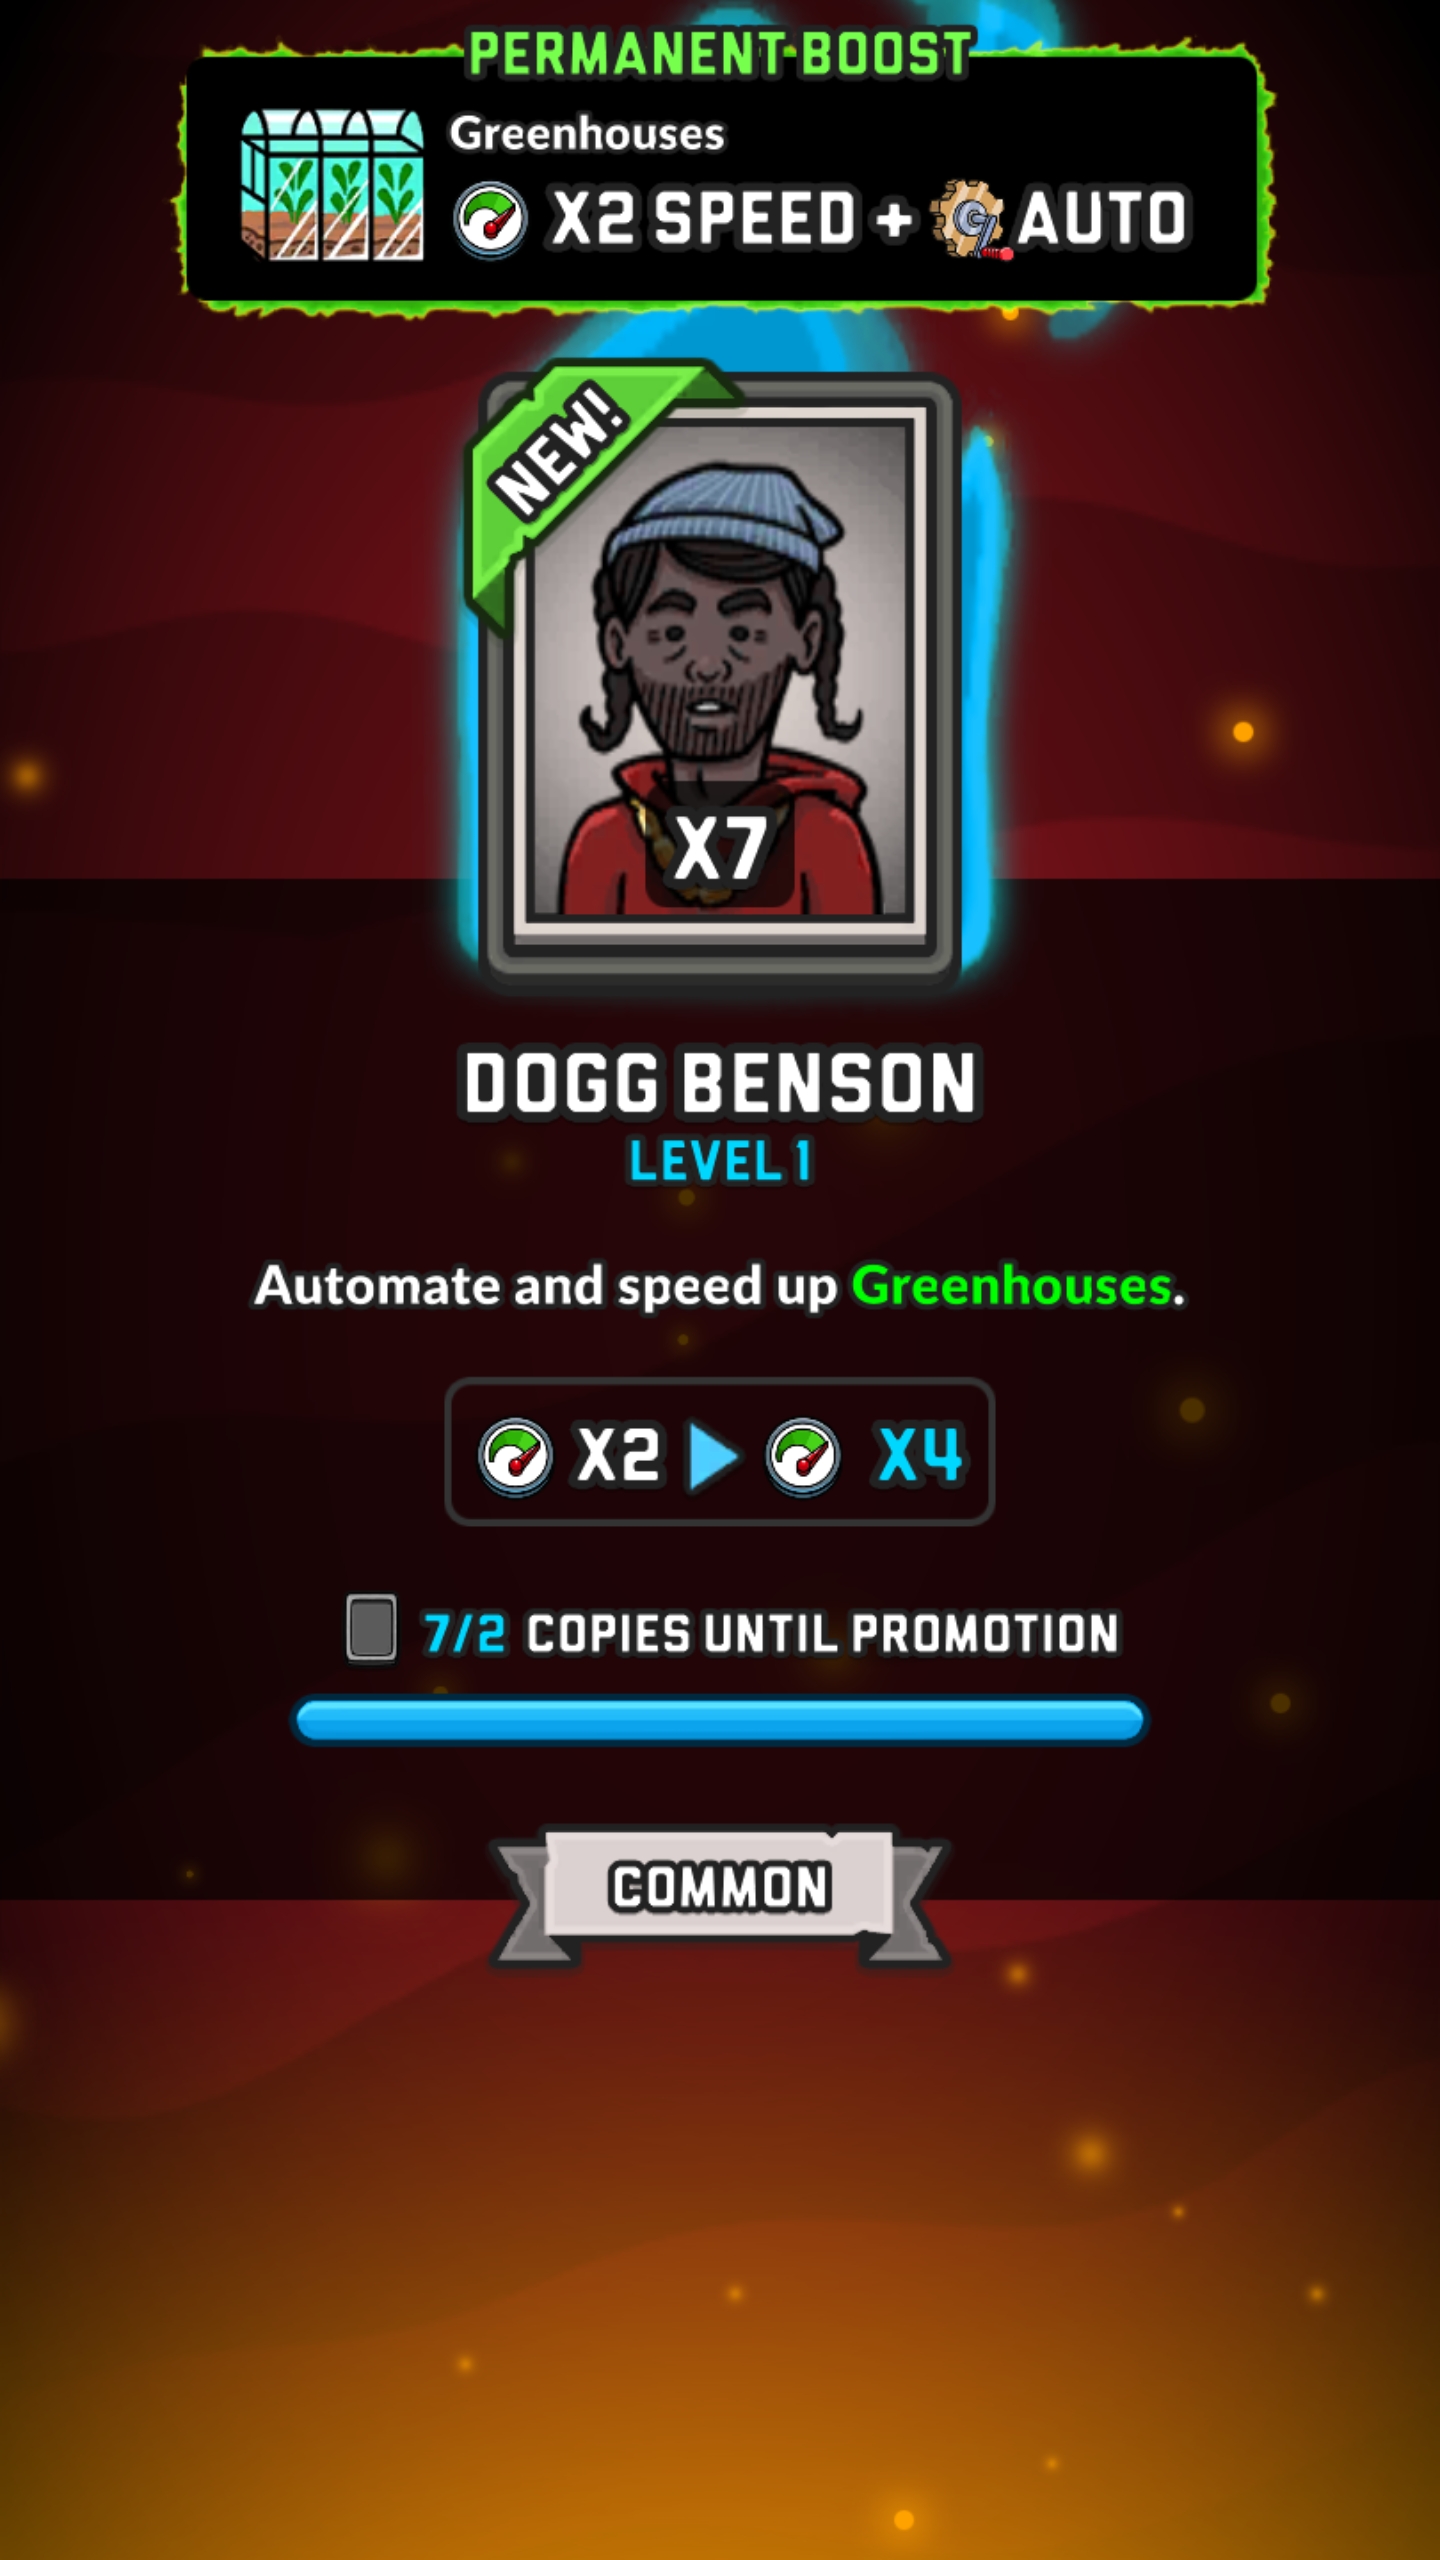 PERMANENT BOOST
Greenhouses
X2 SPEED + AUTO
NEW!
X7
DOGG BENSON
LEVEL 1
Automate and speed up Greenhouses.
X2 X4
7/2 COPIES UNTIL PROMOTION
COMMON